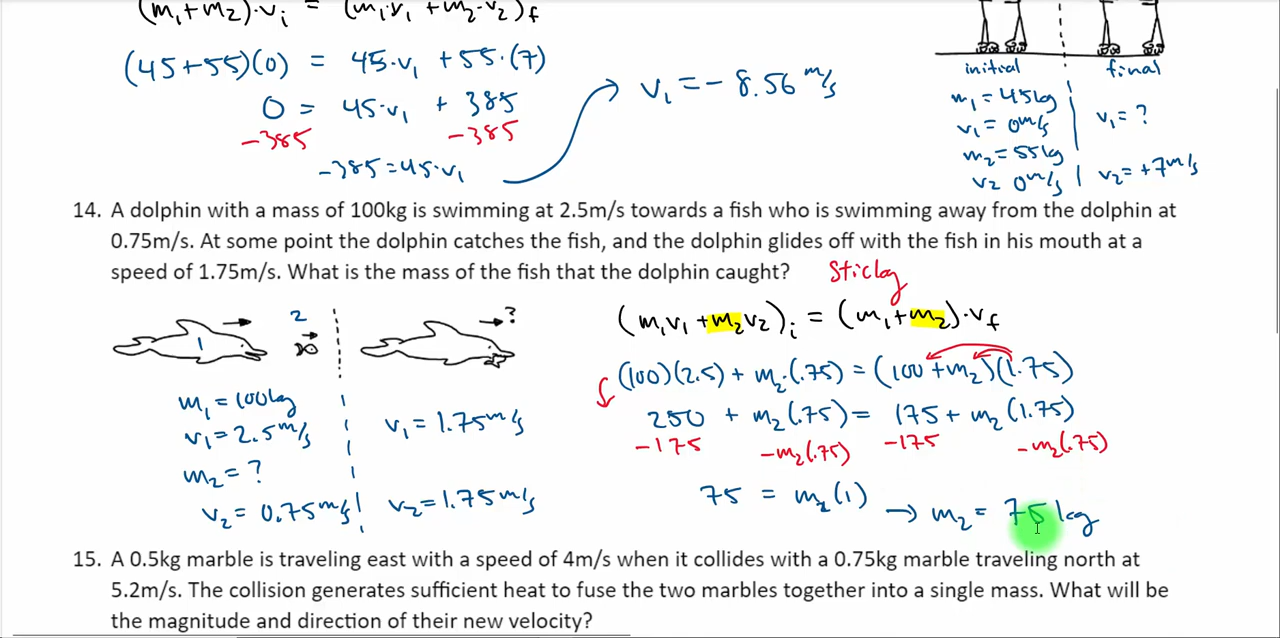 (m₁+m₂)·vᵢ = (m₁·v₁ +m₂·v₂)f
(45+55)(0) = 45·v₁ +55·(7)
0 = 45·v₁ + 385
-385 -385
-385=45·v₁
v₁=-8.56 m/s
initial final
m₁=45kg
v₁=0m/s v₁=?
m₂=55kg
v₂ 0m/s v₂=+7m/s
14. A dolphin with a mass of 100kg is swimming at 2.5m/s towards a fish who is swimming away from the dolphin at
0.75m/s. At some point the dolphin catches the fish, and the dolphin glides off with the fish in his mouth at a
speed of 1.75m/s. What is the mass of the fish that the dolphin caught?
1 2 ?
m₁=100kg
v₁=2.5m/s v₁=1.75m/s
m₂=?
v₂=0.75m/s v₂=1.75m/s
(m₁v₁+m₂v₂)ᵢ = (m₁+m₂)·vf
(100)(2.5)+m₂·(.75)=(100+m₂)(1.75)
250 + m₂(.75)= 175+m₂(1.75)
-175 -m₂(.75) -175 -m₂(.75)
75 = m₂(1)
→ m₂= 75kg
15. A 0.5kg marble is traveling east with a speed of 4m/s when it collides with a 0.75kg marble traveling north at
5.2m/s. The collision generates sufficient heat to fuse the two marbles together into a single mass. What will be
the magnitude and direction of their new velocity?